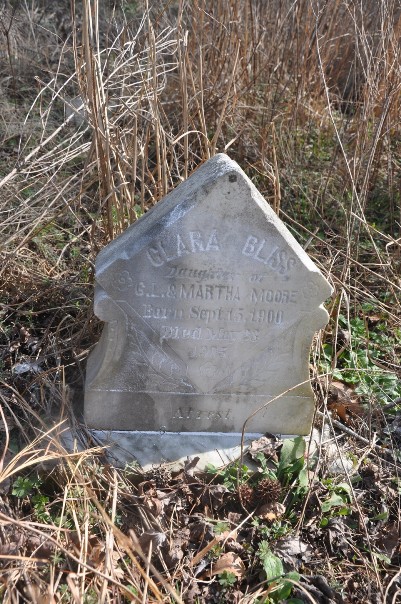 CLARA BLASS
Daughter of
C.L. & MARTHA MOORE
Born Sept. 15, 1900
Died
At rest